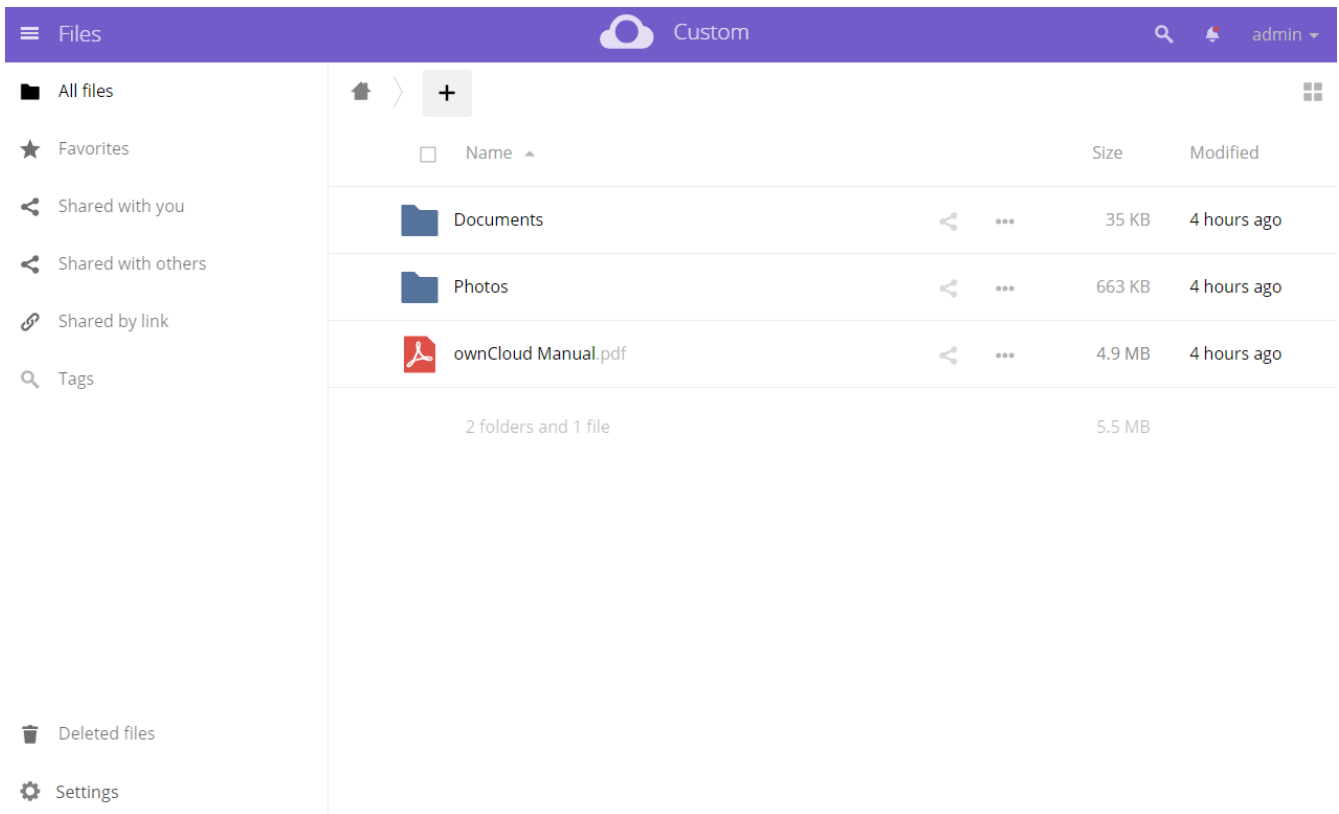 Files
Custom
admin
All files
Favorites
Shared with you
Shared with others
Shared by link
Tags
Deleted files
Settings
Name Size Modified
Documents 35 KB 4 hours ago
Photos 663 KB 4 hours ago
ownCloud Manual.pdf 4.9 MB 4 hours ago
2 folders and 1 file 5.5 MB